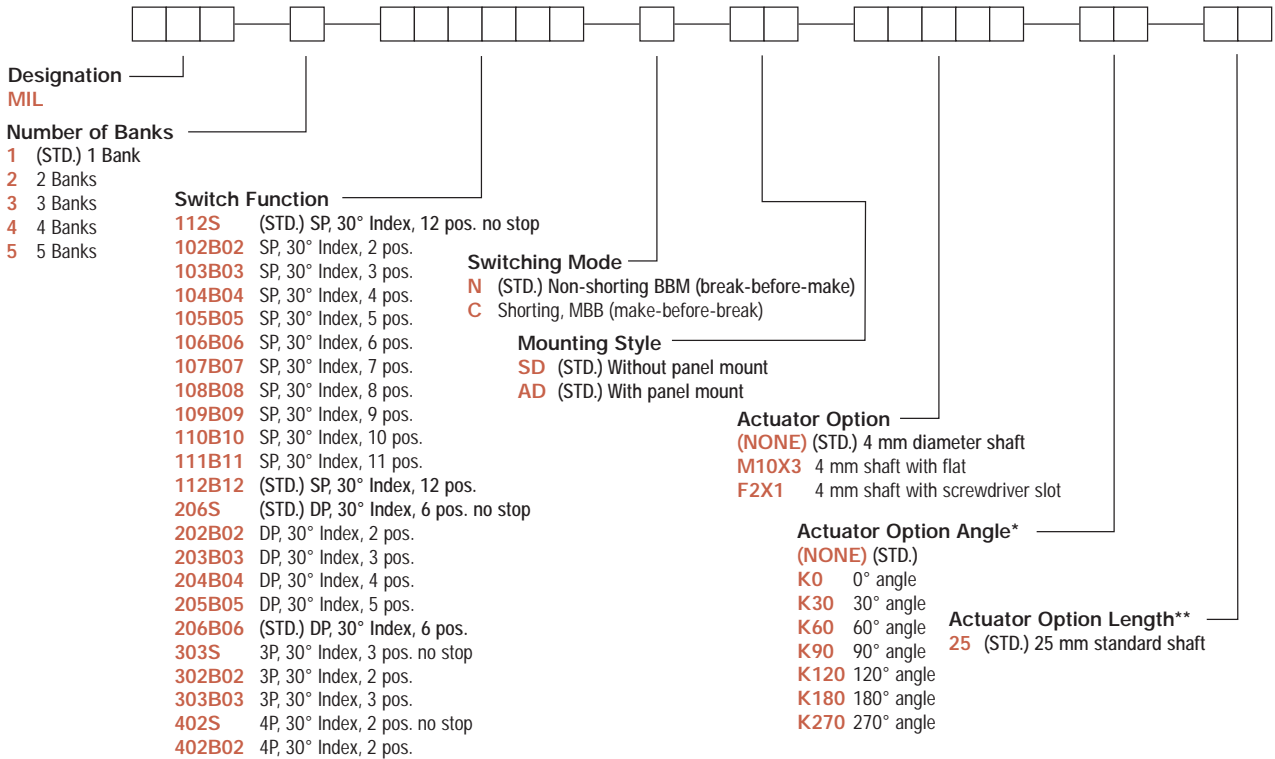 Designation
MIL
Number of Banks
1 (STD.) 1 Bank
2 2 Banks
3 3 Banks
4 4 Banks
5 5 Banks
Switch Function
112S (STD.) SP, 30° Index, 12 pos. no stop
102B02 SP, 30° Index, 2 pos.
103B03 SP, 30° Index, 3 pos.
104B04 SP, 30° Index, 4 pos.
105B05 SP, 30° Index, 5 pos.
106B06 SP, 30° Index, 6 pos.
107B07 SP, 30° Index, 7 pos.
108B08 SP, 30° Index, 8 pos.
109B09 SP, 30° Index, 9 pos.
110B10 SP, 30° Index, 10 pos.
111B11 SP, 30° Index, 11 pos.
112B12 (STD.) SP, 30° Index, 12 pos.
206S (STD.) DP, 30° Index, 6 pos. no stop
202B02 DP, 30° Index, 2 pos.
203B03 DP, 30° Index, 3 pos.
204B04 DP, 30° Index, 4 pos.
205B05 DP, 30° Index, 5 pos.
206B06 (STD.) DP, 30° Index, 6 pos.
303S 3P, 30° Index, 3 pos. no stop
302B02 3P, 30° Index, 2 pos.
303B03 3P, 30° Index, 3 pos.
402S 4P, 30° Index, 2 pos. no stop
402B02 4P, 30° Index, 2 pos.
Switching Mode
N (STD.) Non-shorting BBM (break-before-make)
C Shorting, MBB (make-before-break)
Mounting Style
SD (STD.) Without panel mount
AD (STD.) With panel mount
Actuator Option
(NONE) (STD.) 4 mm diameter shaft
M10X3 4 mm shaft with flat
F2X1 4 mm shaft with screwdriver slot
Actuator Option Angle*
(NONE) (STD.)
K0 0° angle
K30 30° angle
K60 60° angle
K90 90° angle
K120 120° angle
K180 180° angle
K270 270° angle
Actuator Option Length**
25 (STD.) 25 mm standard shaft